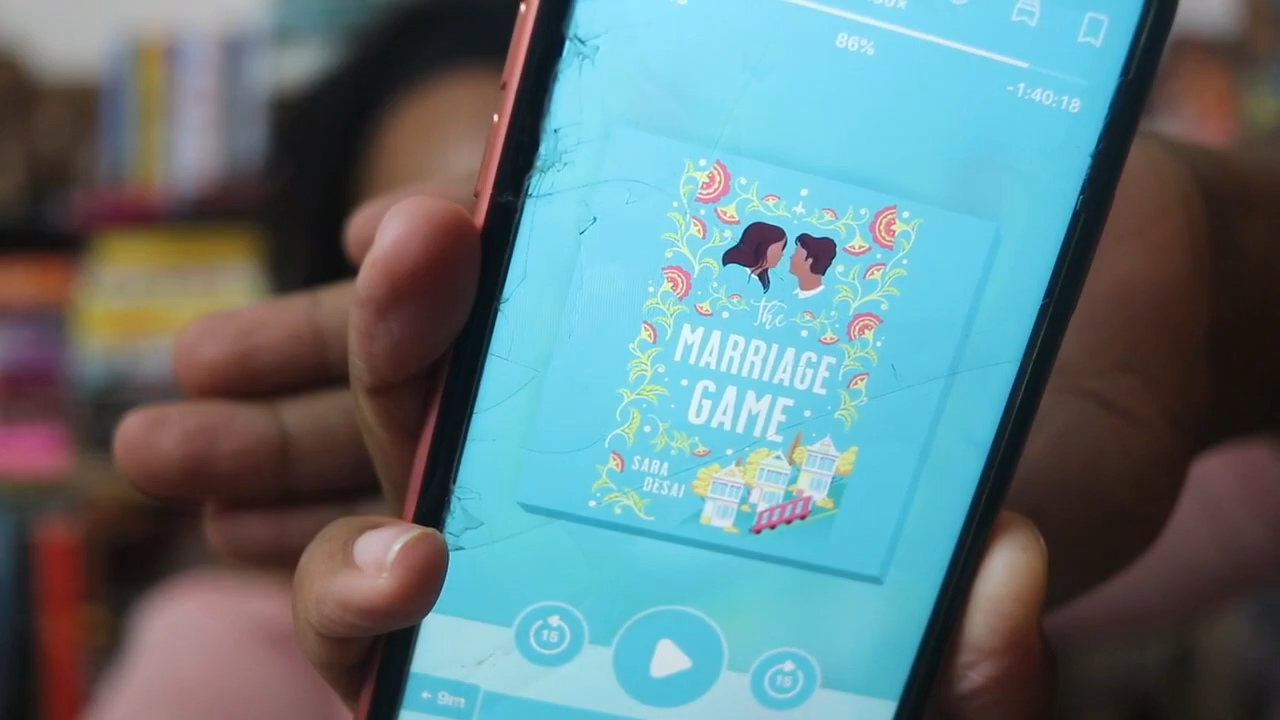 86%
-1:40:18
the
MARRIAGE
GAME
SARA
DESAI
15
15
← 9m